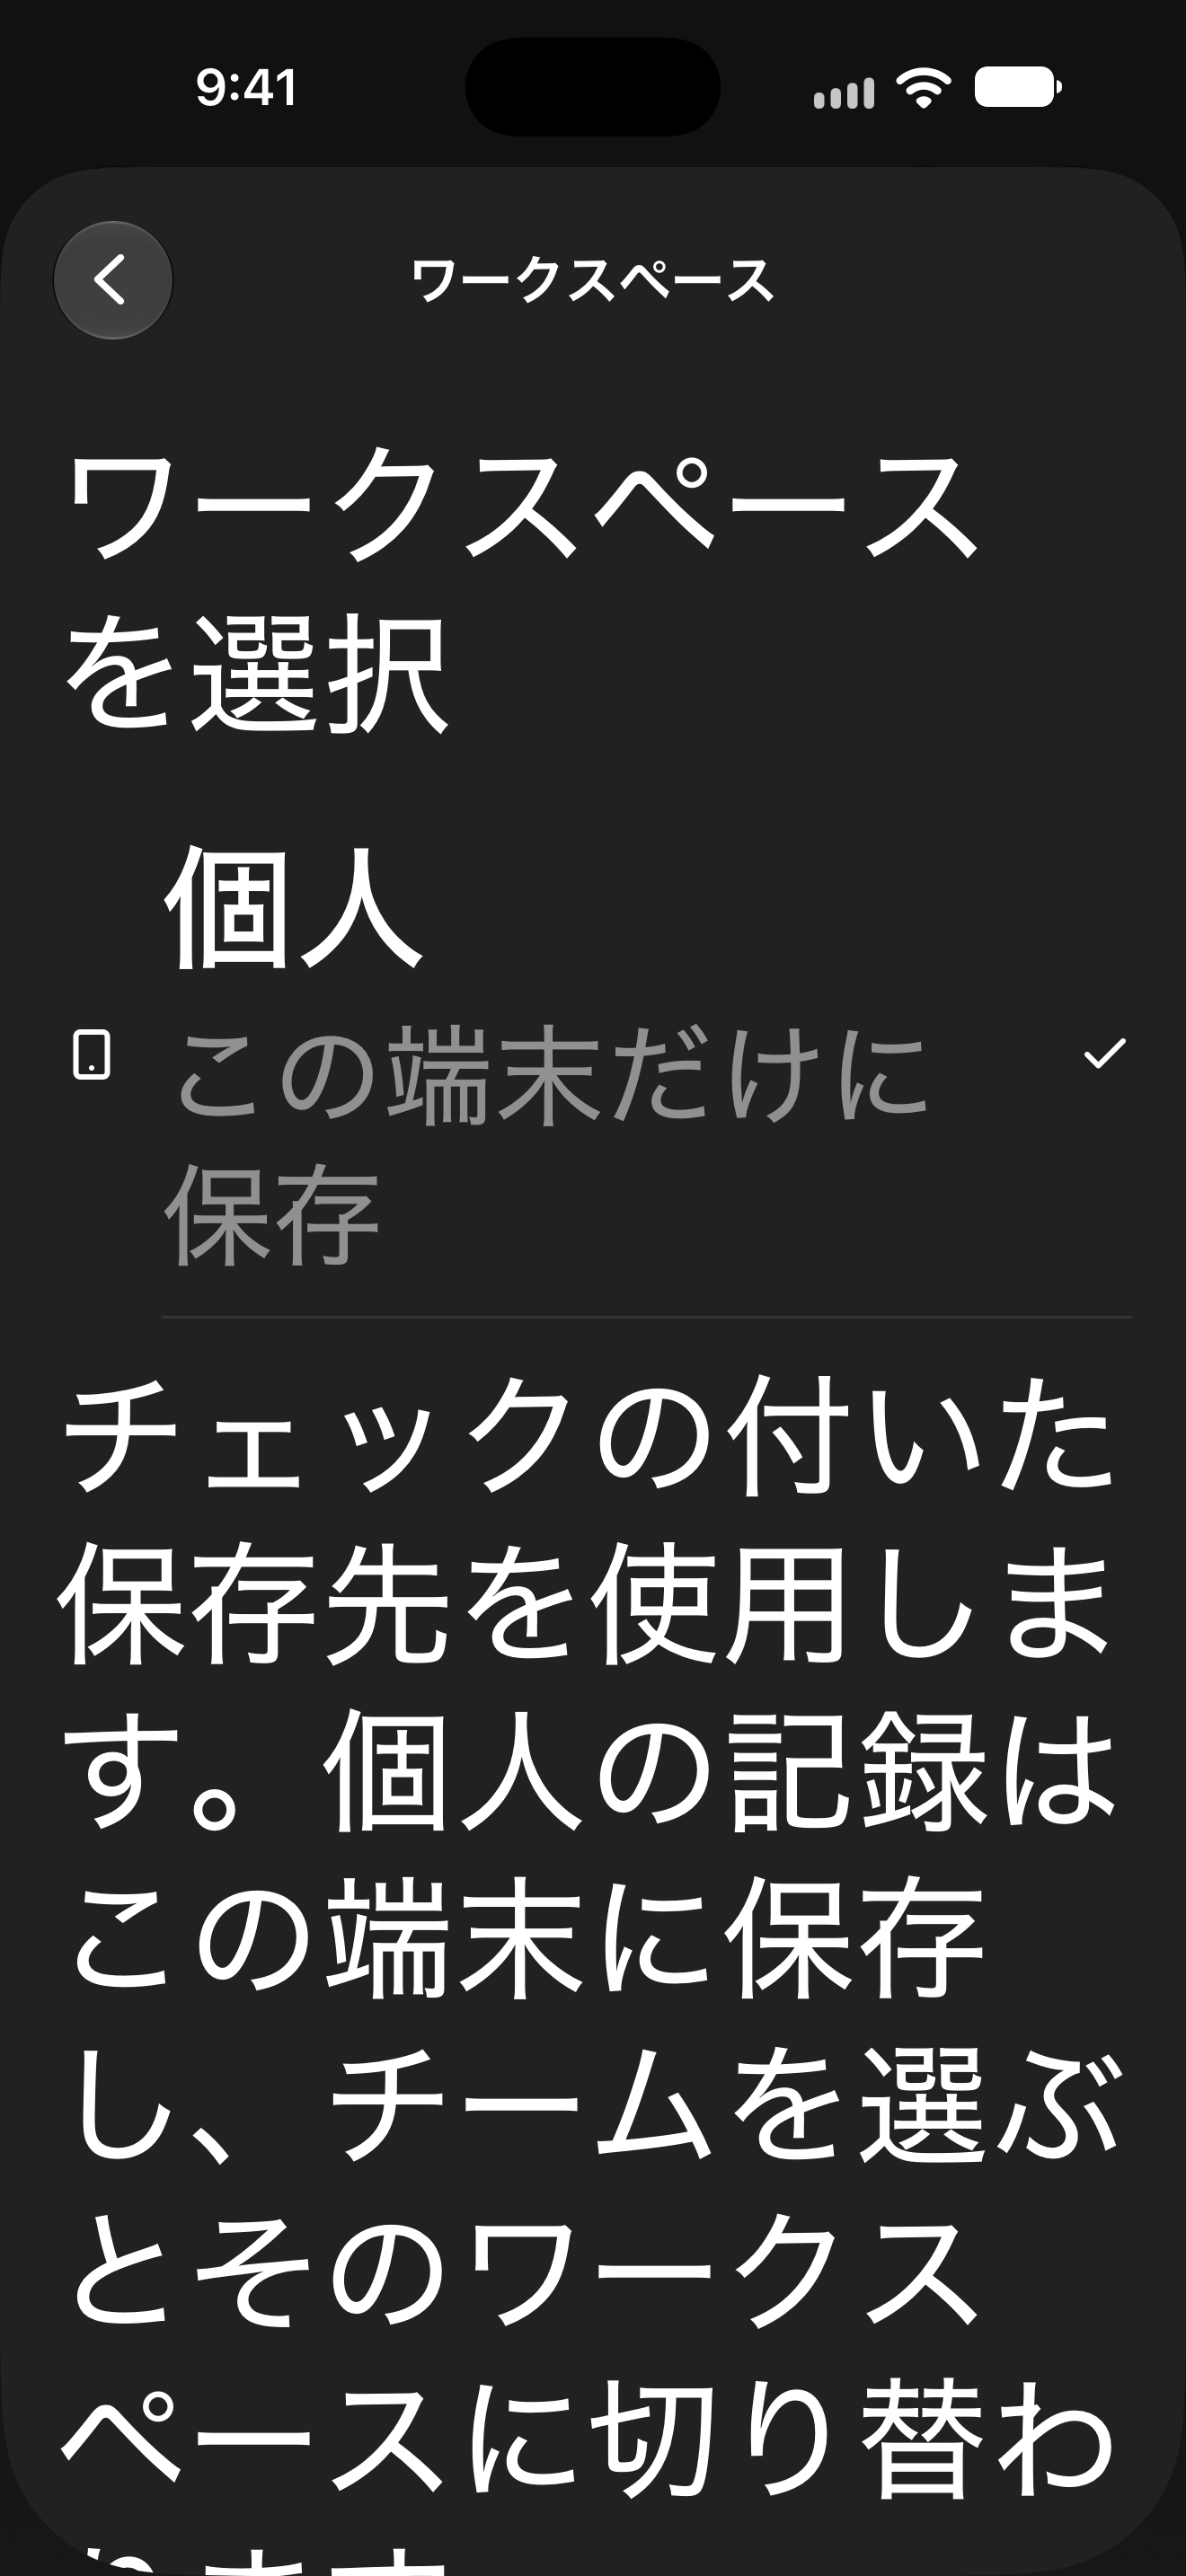 9:41
ワークスペース
ワークスペース
を選択
個人
この端末だけに
保存
チェックの付いた
保存先を使用しま
す。個人の記録は
この端末に保存
し、チームを選ぶ
とそのワークス
ペースに切り替わ
ります